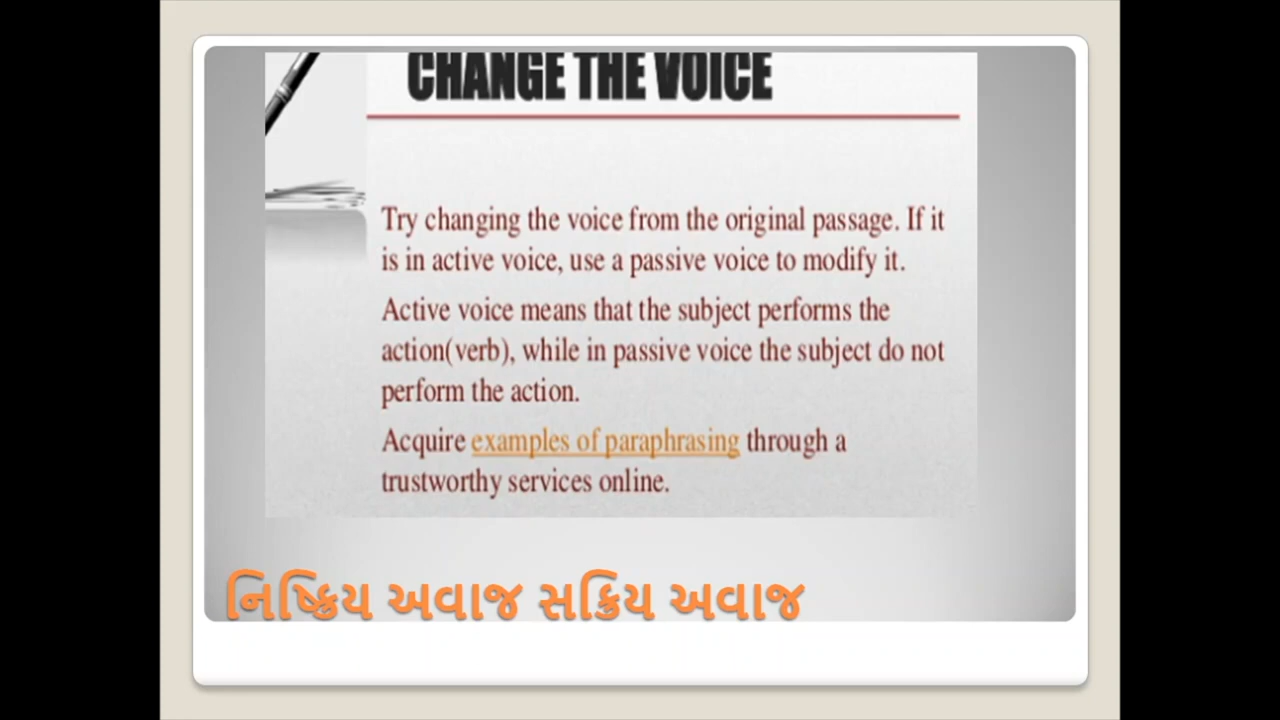 CHANGE THE VOICE
Try changing the voice from the original passage. If it
is in active voice, use a passive voice to modify it.
Active voice means that the subject performs the
action(verb), while in passive voice the subject do not
perform the action.
Acquire examples of paraphrasing through a
trustworthy services online.
નિષ્ક્રિય અવાજ સક્રિય અવાજ